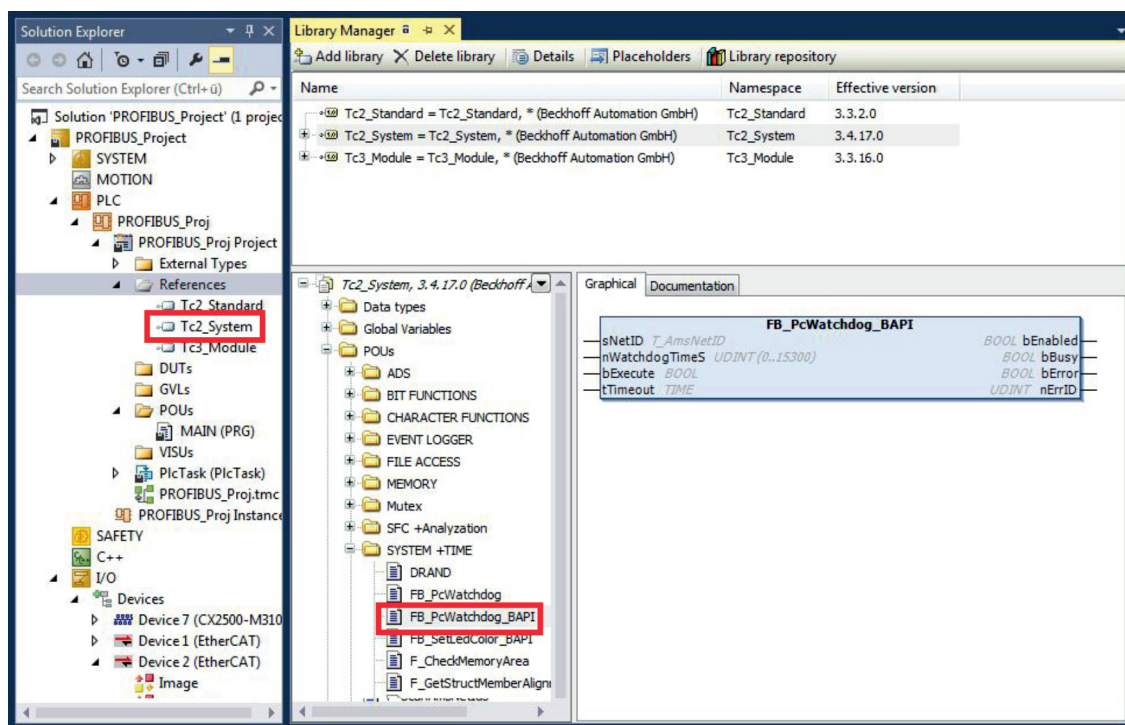 Solution Explorer
Search Solution Explorer (Ctrl+ü)
Solution 'PROFIBUS_Project' (1 projec
PROFIBUS_Project
SYSTEM
MOTION
PLC
PROFIBUS_Proj
PROFIBUS_Proj Project
External Types
References
Tc2_Standard
Tc2_System
Tc3_Module
DUTs
GVLs
POUs
MAIN (PRG)
VISUs
PlcTask (PlcTask)
PROFIBUS_Proj.tmc
PROFIBUS_Proj Instance
SAFETY
C++
I/O
Devices
Device 7 (CX2500-M310
Device 1 (EtherCAT)
Device 2 (EtherCAT)
Image
Library Manager
Add library Delete library Details Placeholders Library repository
Name Namespace Effective version
Tc2_Standard = Tc2_Standard, * (Beckhoff Automation GmbH) Tc2_Standard 3.3.2.0
Tc2_System = Tc2_System, * (Beckhoff Automation GmbH) Tc2_System 3.4.17.0
Tc3_Module = Tc3_Module, * (Beckhoff Automation GmbH) Tc3_Module 3.3.16.0
Tc2_System, 3.4.17.0 (Beckhoff A
Data types
Global Variables
POUs
ADS
BIT FUNCTIONS
CHARACTER FUNCTIONS
EVENT LOGGER
FILE ACCESS
MEMORY
Mutex
SFC +Analyzation
SYSTEM +TIME
DRAND
FB_PcWatchdog
FB_PcWatchdog_BAPI
FB_SetLedColor_BAPI
F_CheckMemoryArea
F_GetStructMemberAlignm
Graphical Documentation
FB_PcWatchdog_BAPI
sNetID T_AmsNetID BOOL bEnabled
nWatchdogTimeS UDINT (0..15300) BOOL bBusy
bExecute BOOL BOOL bError
tTimeout TIME UDINT nErrID